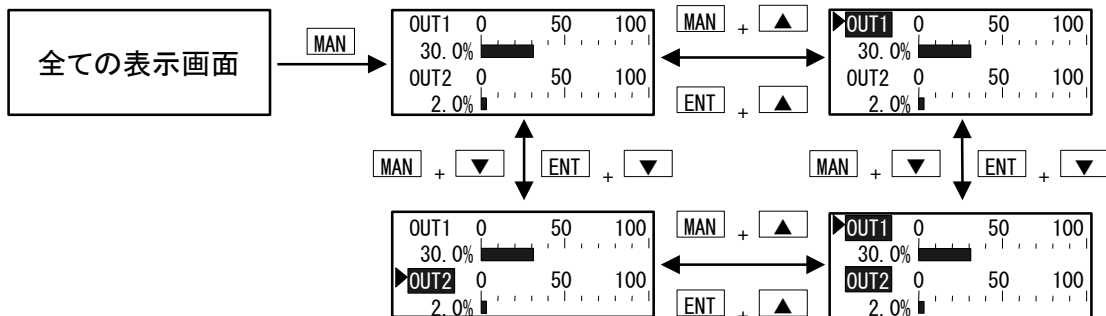 全ての表示画面
MAN
OUT1 0 50 100
30.0%
OUT2 0 50 100
2.0%
MAN + ▲
ENT + ▲
▶OUT1 0 50 100
30.0%
OUT2 0 50 100
2.0%
MAN + ▼
ENT + ▼
MAN + ▼
ENT + ▼
OUT1 0 50 100
30.0%
▶OUT2 0 50 100
2.0%
MAN + ▲
ENT + ▲
▶OUT1 0 50 100
30.0%
OUT2 0 50 100
2.0%